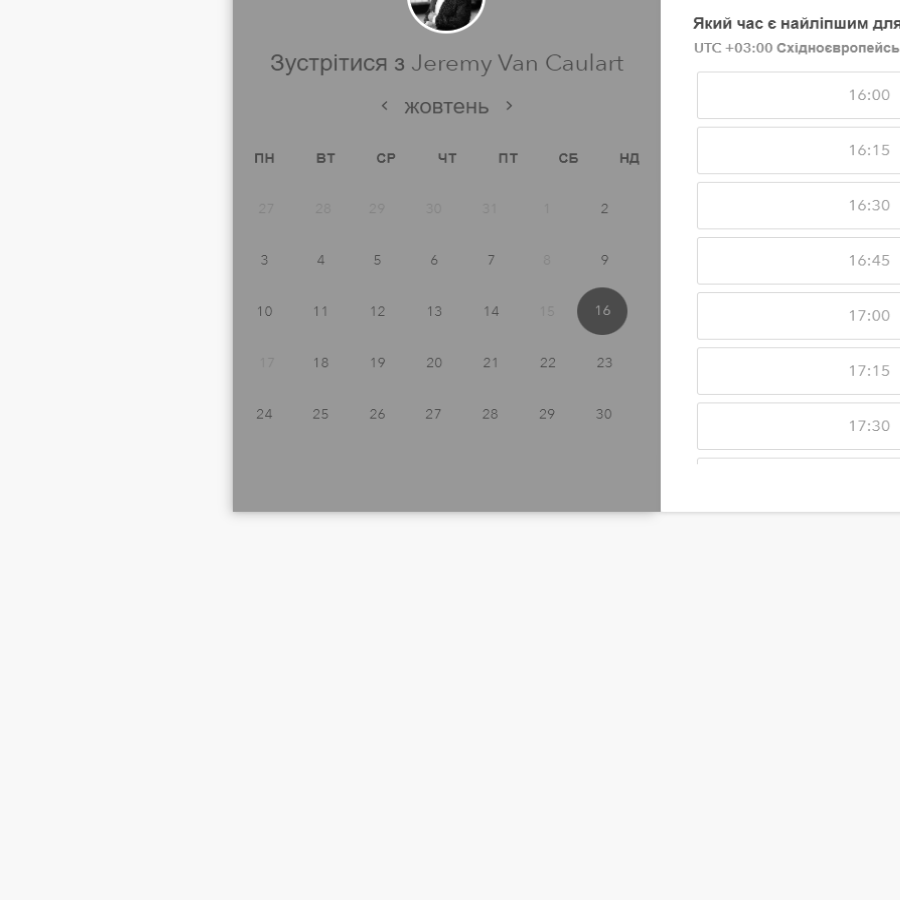 Зустрітися з Jeremy Van Caulart
жовтень
ПН ВТ СР ЧТ ПТ СБ НД
27 28 29 30 31 1 2
3 4 5 6 7 8 9
10 11 12 13 14 15 16
17 18 19 20 21 22 23
24 25 26 27 28 29 30
Який час є найліпшим для
UTC +03:00 Східноєвропейсь
16:00
16:15
16:30
16:45
17:00
17:15
17:30